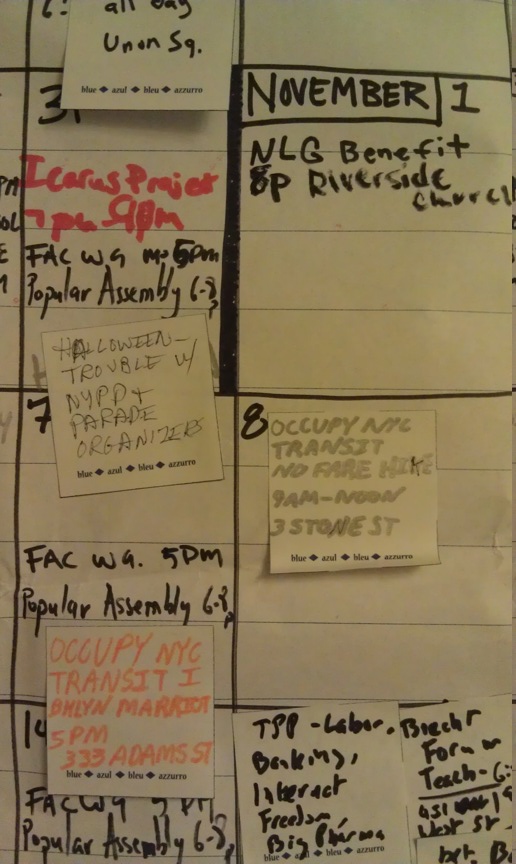 all day
Union Sq.
blue ◆ azul ◆ bleu ◆ azzurro
31
Icarus Project
7pm-9pm
FAC WG 5pm
Popular Assembly 6-8p
HALLOWEEN-
TROUBLE W/
NYPD +
PARADE
ORGANIZERS
blue ◆ azul ◆ bleu ◆ azzurro
NOVEMBER 1
NLG Benefit
8p Riverside
Church
7
FAC WG. 5PM
Popular Assembly 6-8p
OCCUPY NYC
TRANSIT I
BKLYN MARRIOT
5PM
333 ADAMS ST
blue ◆ azul ◆ bleu ◆ azzurro
8
OCCUPY NYC
TRANSIT
NO FARE HIKE
9AM-NOON
3 STONE ST
blue ◆ azul ◆ bleu ◆ azzurro
14
FAC WG 5 PM
Popular Assembly 6-8p
TPP - Labor,
Banking,
Internet
Freedom,
Big Pharma
blue ◆ azul ◆ bleu ◆ azzurro
Brecht
Forum
Teach-
451
West St
bet.